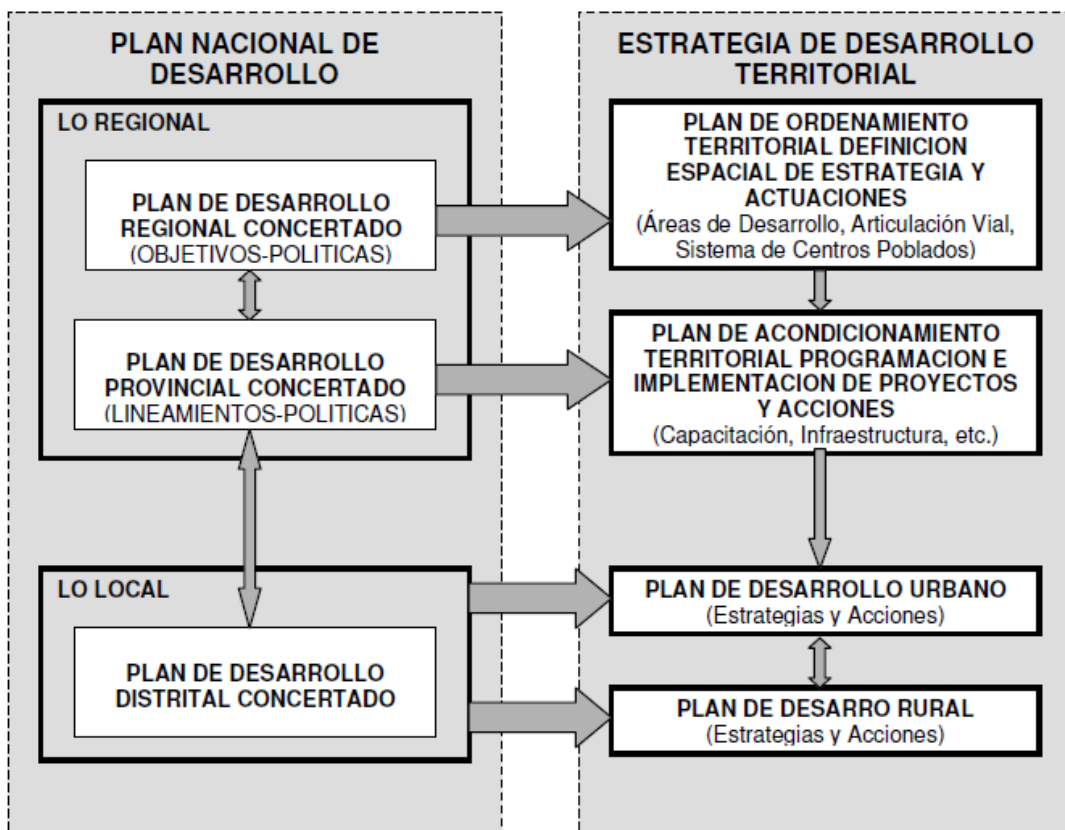 PLAN NACIONAL DE
DESARROLLO
LO REGIONAL
PLAN DE DESARROLLO
REGIONAL CONCERTADO
(OBJETIVOS-POLITICAS)
PLAN DE DESARROLLO
PROVINCIAL CONCERTADO
(LINEAMIENTOS-POLITICAS)
LO LOCAL
PLAN DE DESARROLLO
DISTRITAL CONCERTADO
ESTRATEGIA DE DESARROLLO
TERRITORIAL
PLAN DE ORDENAMIENTO
TERRITORIAL DEFINICION
ESPACIAL DE ESTRATEGIA Y
ACTUACIONES
(Áreas de Desarrollo, Articulación Vial,
Sistema de Centros Poblados)
PLAN DE ACONDICIONAMIENTO
TERRITORIAL PROGRAMACION E
IMPLEMENTACION DE PROYECTOS
Y ACCIONES
(Capacitación, Infraestructura, etc.)
PLAN DE DESARROLLO URBANO
(Estrategias y Acciones)
PLAN DE DESARRO RURAL
(Estrategias y Acciones)